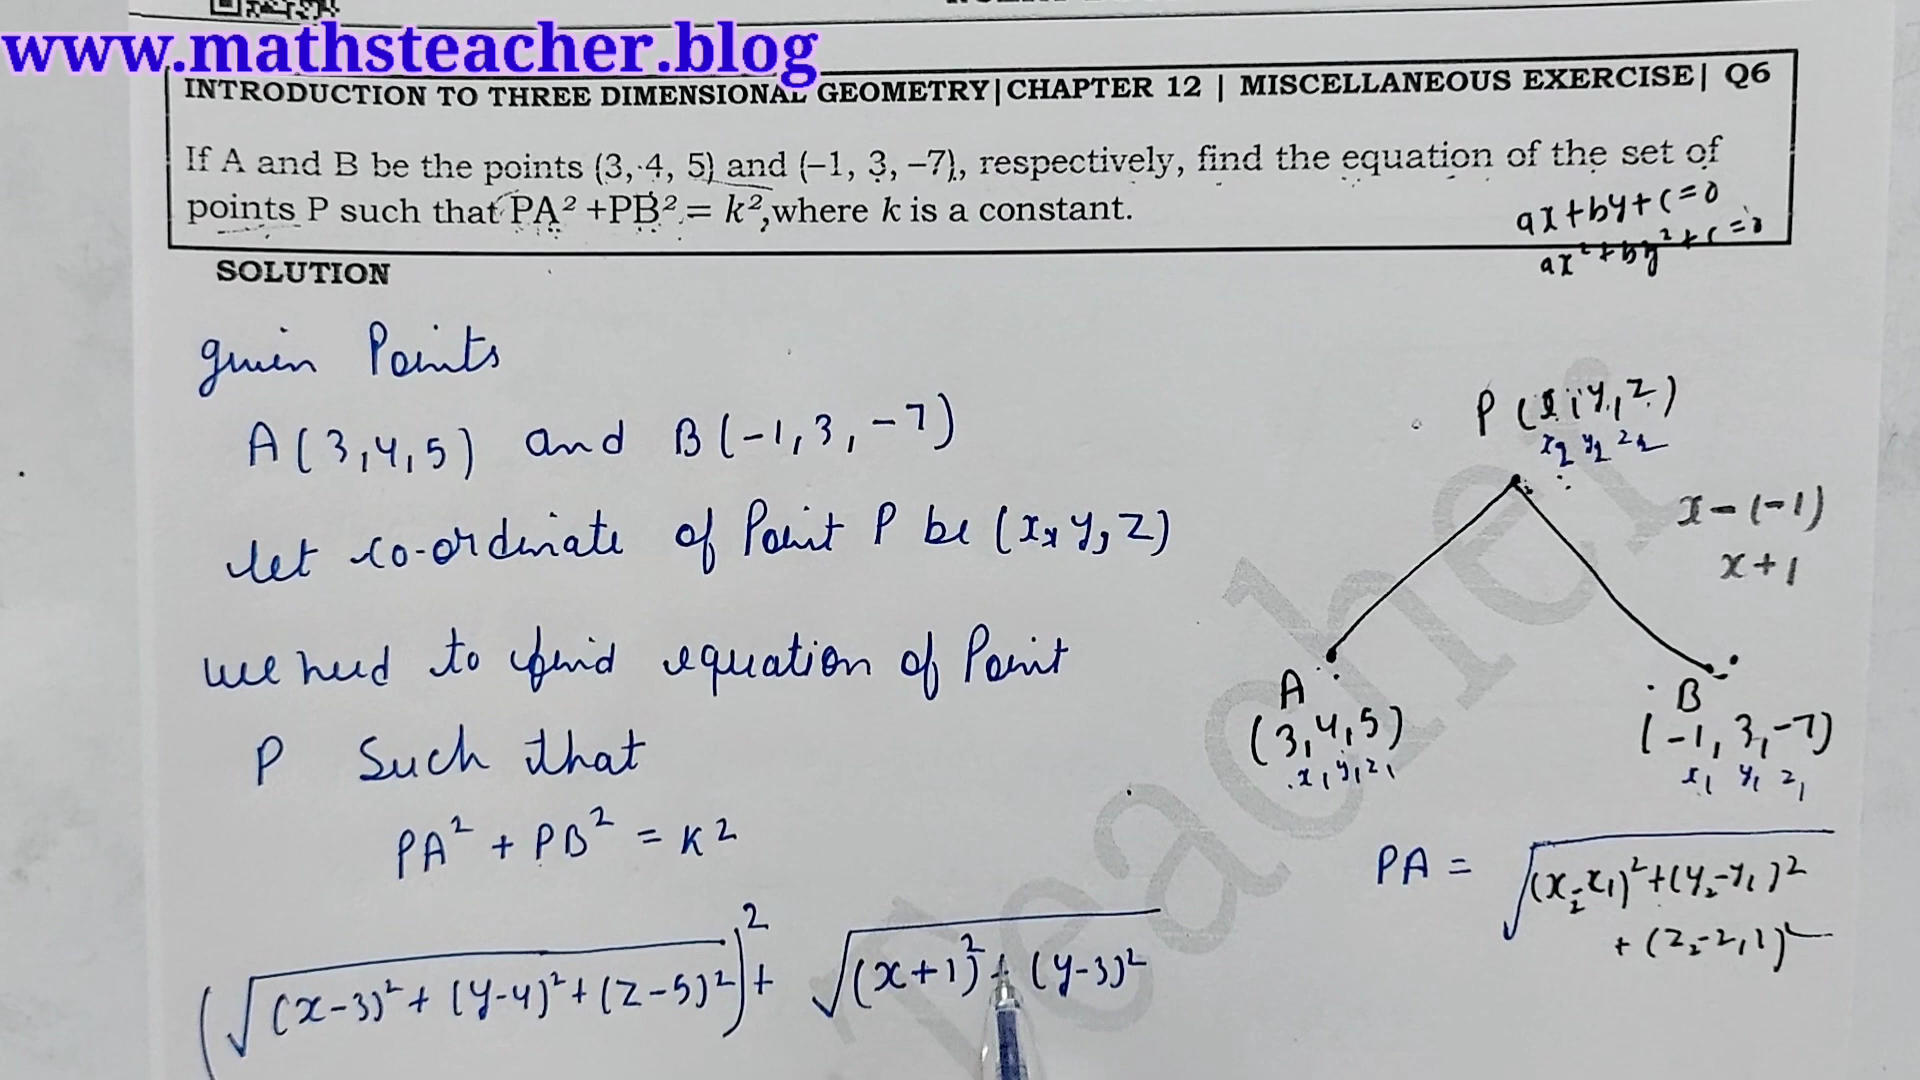 www.mathsteacher.blog
INTRODUCTION TO THREE DIMENSIONAL GEOMETRY|CHAPTER 12 | MISCELLANEOUS EXERCISE| Q6
If A and B be the points (3, 4, 5) and (–1, 3, –7), respectively, find the equation of the set of
points P such that PA² +PB² = k², where k is a constant.
ax+by+c=0
ax²+by²+c=0
SOLUTION
given Points
A(3,4,5) and B(-1,3,-7)
let co-ordinate of Point P be (x, y, z)
we need to find equation of Point
P Such that
PA² + PB² = K²
(√(x-3)²+(y-4)²+(z-5)²)²+ √(x+1)²+(y-3)²
P(x,y,z)
x₂ y₂ z₂
x-(-1)
x+1
A
(3,4,5)
x₁ y₁ z₁
B
(-1,3,-7)
x₁ y₁ z₁
PA = √(x₂-x₁)²+(y₂-y₁)²
+(z₂-z₁)²